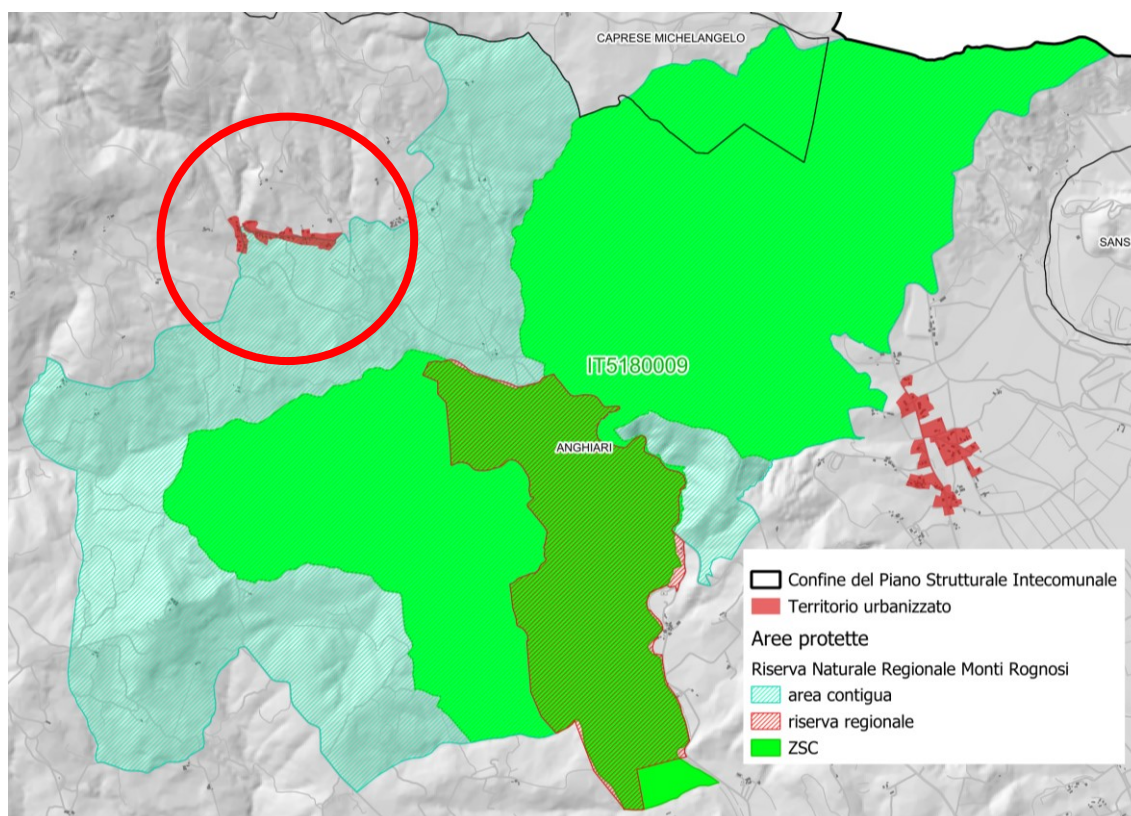 CAPRESE MICHELANGELO
SANS
IT5180009
ANGHIARI
Confine del Piano Strutturale Intecomunale
Territorio urbanizzato
Aree protette
Riserva Naturale Regionale Monti Rognosi
area contigua
riserva regionale
ZSC